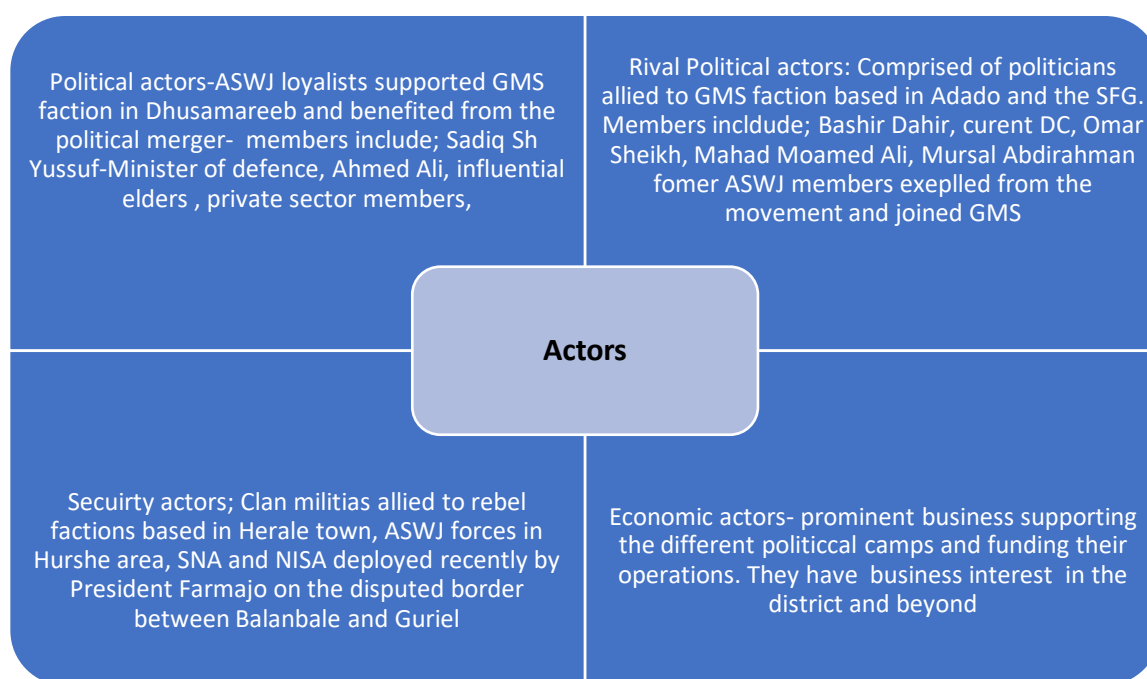 Political actors-ASWJ loyalists supported GMS
faction in Dhusamareeb and benefited from the
political merger- members include; Sadiq Sh
Yussuf-Minister of defence, Ahmed Ali, influential
elders , private sector members,
Rival Political actors: Comprised of politicians
allied to GMS faction based in Adado and the SFG.
Members incldude; Bashir Dahir, curent DC, Omar
Sheikh, Mahad Moamed Ali, Mursal Abdirahman
fomer ASWJ members exeplled from the
movement and joined GMS
Actors
Secuirty actors; Clan militias allied to rebel
factions based in Herale town, ASWJ forces in
Hurshe area, SNA and NISA deployed recently by
President Farmajo on the disputed border
between Balanbale and Guriel
Economic actors- prominent business supporting
the different politiccal camps and funding their
operations. They have business interest in the
district and beyond